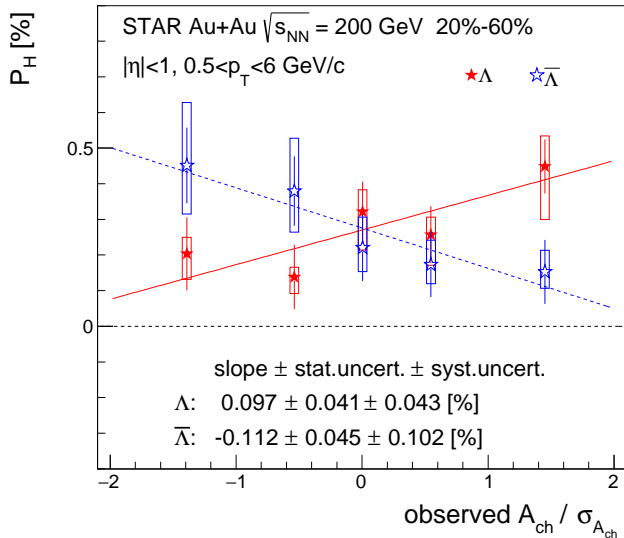 STAR Au+Au √s_NN = 200 GeV 20%-60%
|η|<1, 0.5<p_T<6 GeV/c
Λ Λ̅
P_H [%]
0.5
0
slope ± stat.uncert. ± syst.uncert.
Λ: 0.097 ± 0.041 ± 0.043 [%]
Λ̅: -0.112 ± 0.045 ± 0.102 [%]
−2 −1 0 1 2
observed A_ch / σ_A_ch